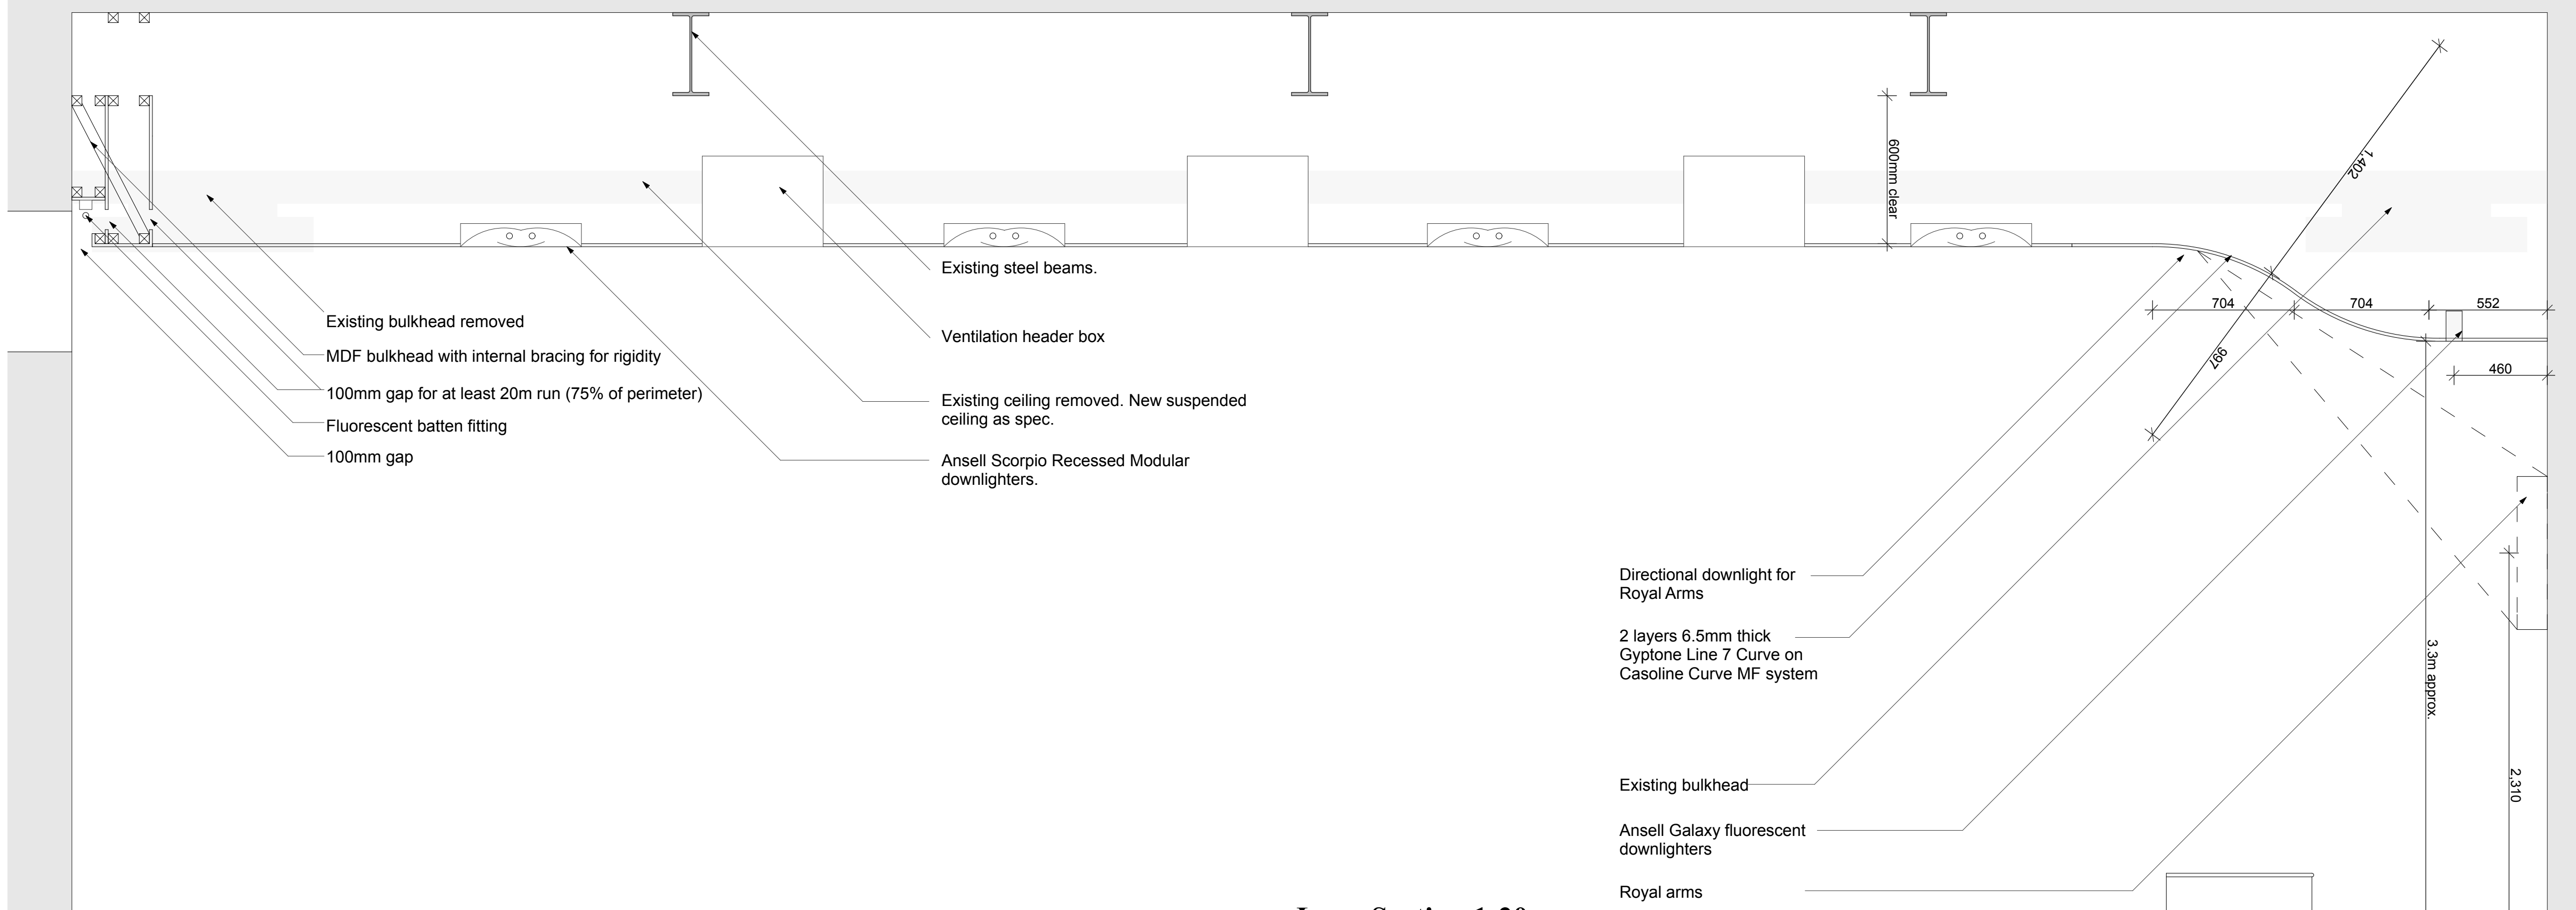 600mm clear
1,402
Existing steel beams.
704
704
552
Existing bulkhead removed
Ventilation header box
MDF bulkhead with internal bracing for rigidity
997
460
100mm gap for at least 20m run (75% of perimeter)
Existing ceiling removed. New suspended
ceiling as spec.
Fluorescent batten fitting
100mm gap
Ansell Scorpio Recessed Modular
downlighters.
Directional downlight for
Royal Arms
2 layers 6.5mm thick
Gyptone Line 7 Curve on
Casoline Curve MF system
3.3m approx.
2,310
Existing bulkhead
Ansell Galaxy fluorescent
downlighters
Royal arms